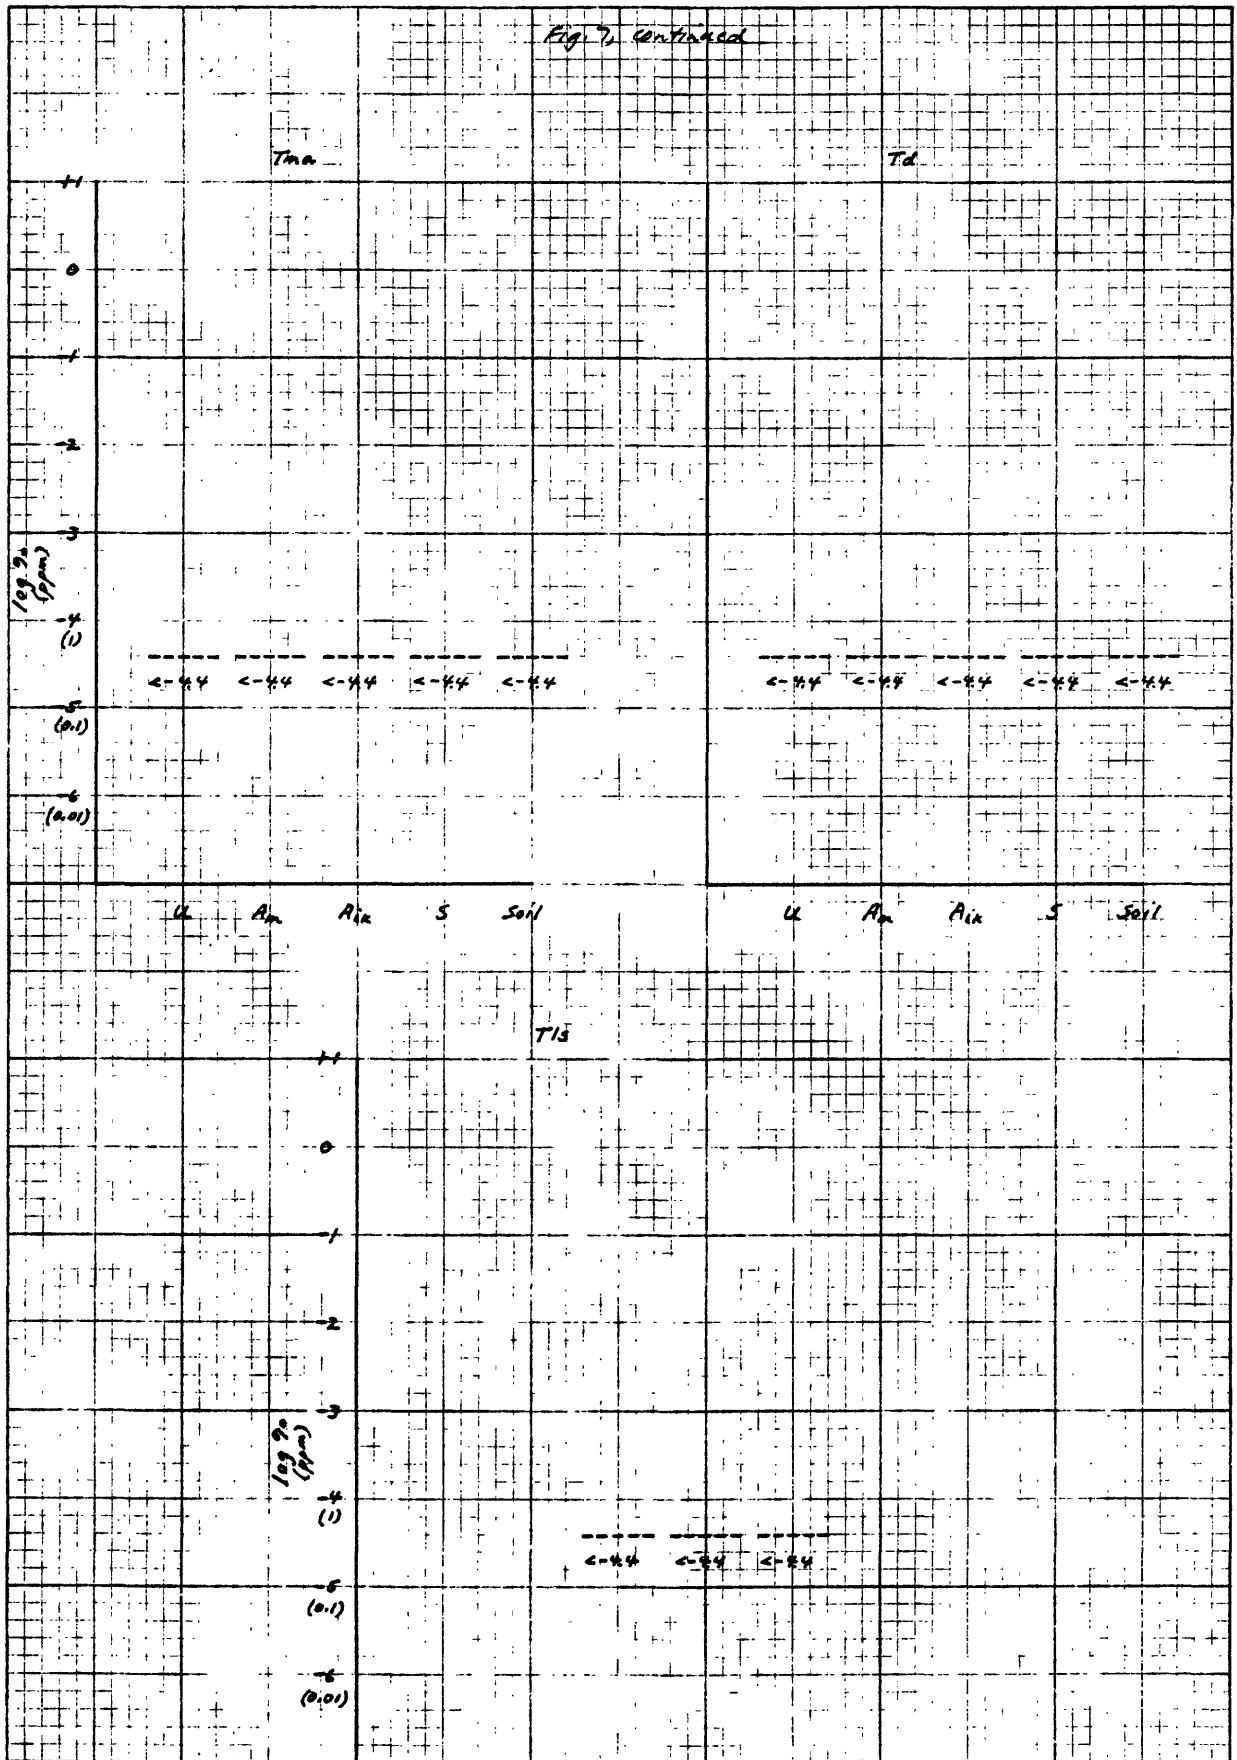 Fig. 7, continued
Tma
Td
+1
0
-1
-2
-3
log %
(ppm)
-4
(1)
<-4.4 <-4.4 <-4.4 <-4.4 <-4.4
<-4.4 <-4.4 <-4.4 <-4.4 <-4.4
-5
(0.1)
-6
(0.01)
U Am Aik S Soil
U Am Aik S Soil
Tls
+1
0
-1
-2
-3
log %
(ppm)
-4
(1)
<-4.4 <-4.4 <-4.4
-5
(0.1)
-6
(0.01)